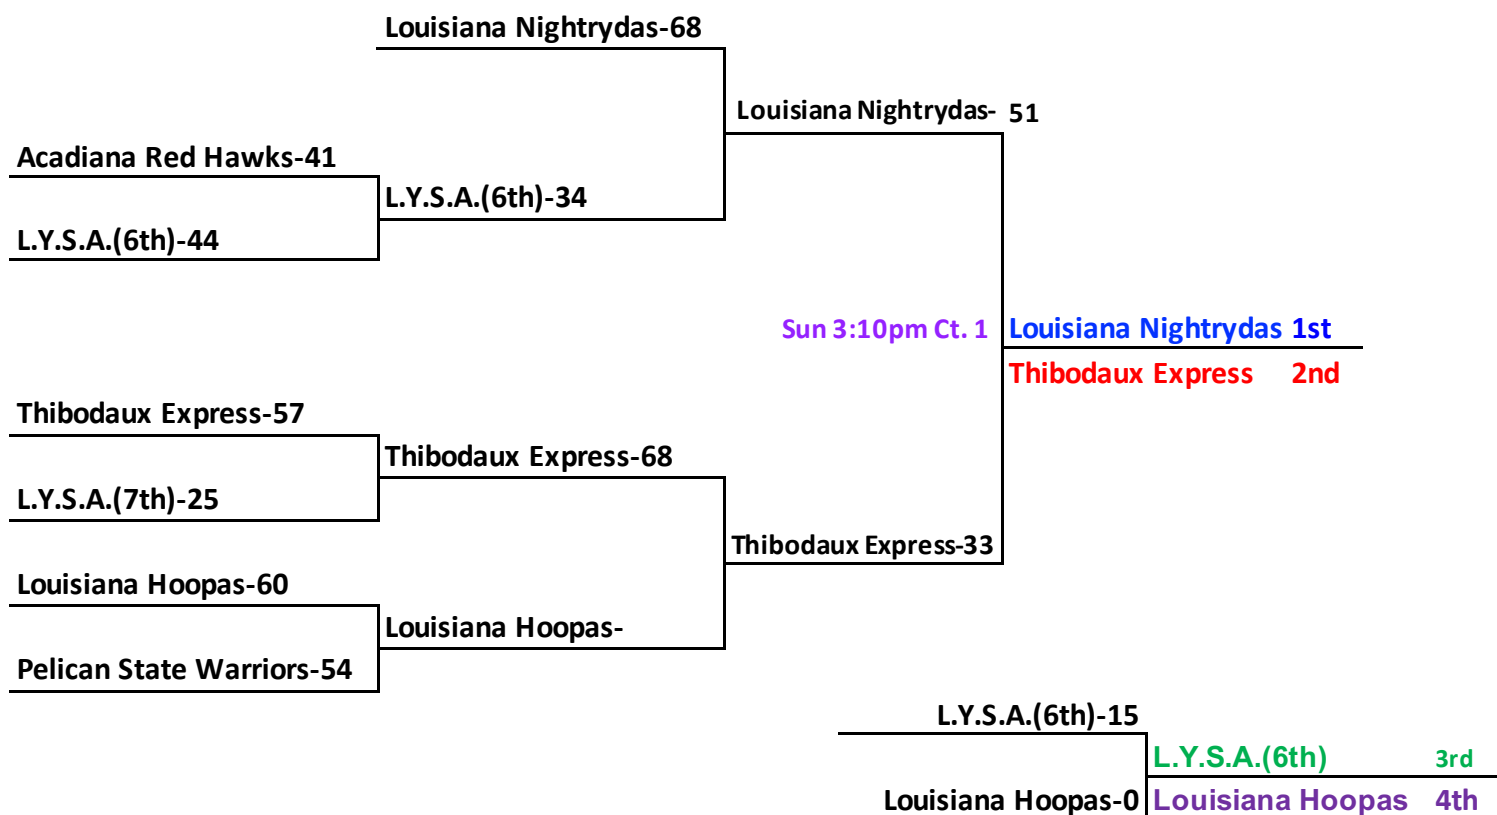 Louisiana Nightrydas-68
Louisiana Nightrydas- 51
Acadiana Red Hawks-41
L.Y.S.A.(6th)-34
L.Y.S.A.(6th)-44
Sun 3:10pm Ct. 1
Louisiana Nightrydas 1st
Thibodaux Express 2nd
Thibodaux Express-57
Thibodaux Express-68
L.Y.S.A.(7th)-25
Thibodaux Express-33
Louisiana Hoopas-60
Louisiana Hoopas-
Pelican State Warriors-54
L.Y.S.A.(6th)-15
L.Y.S.A.(6th) 3rd
Louisiana Hoopas-0
Louisiana Hoopas 4th